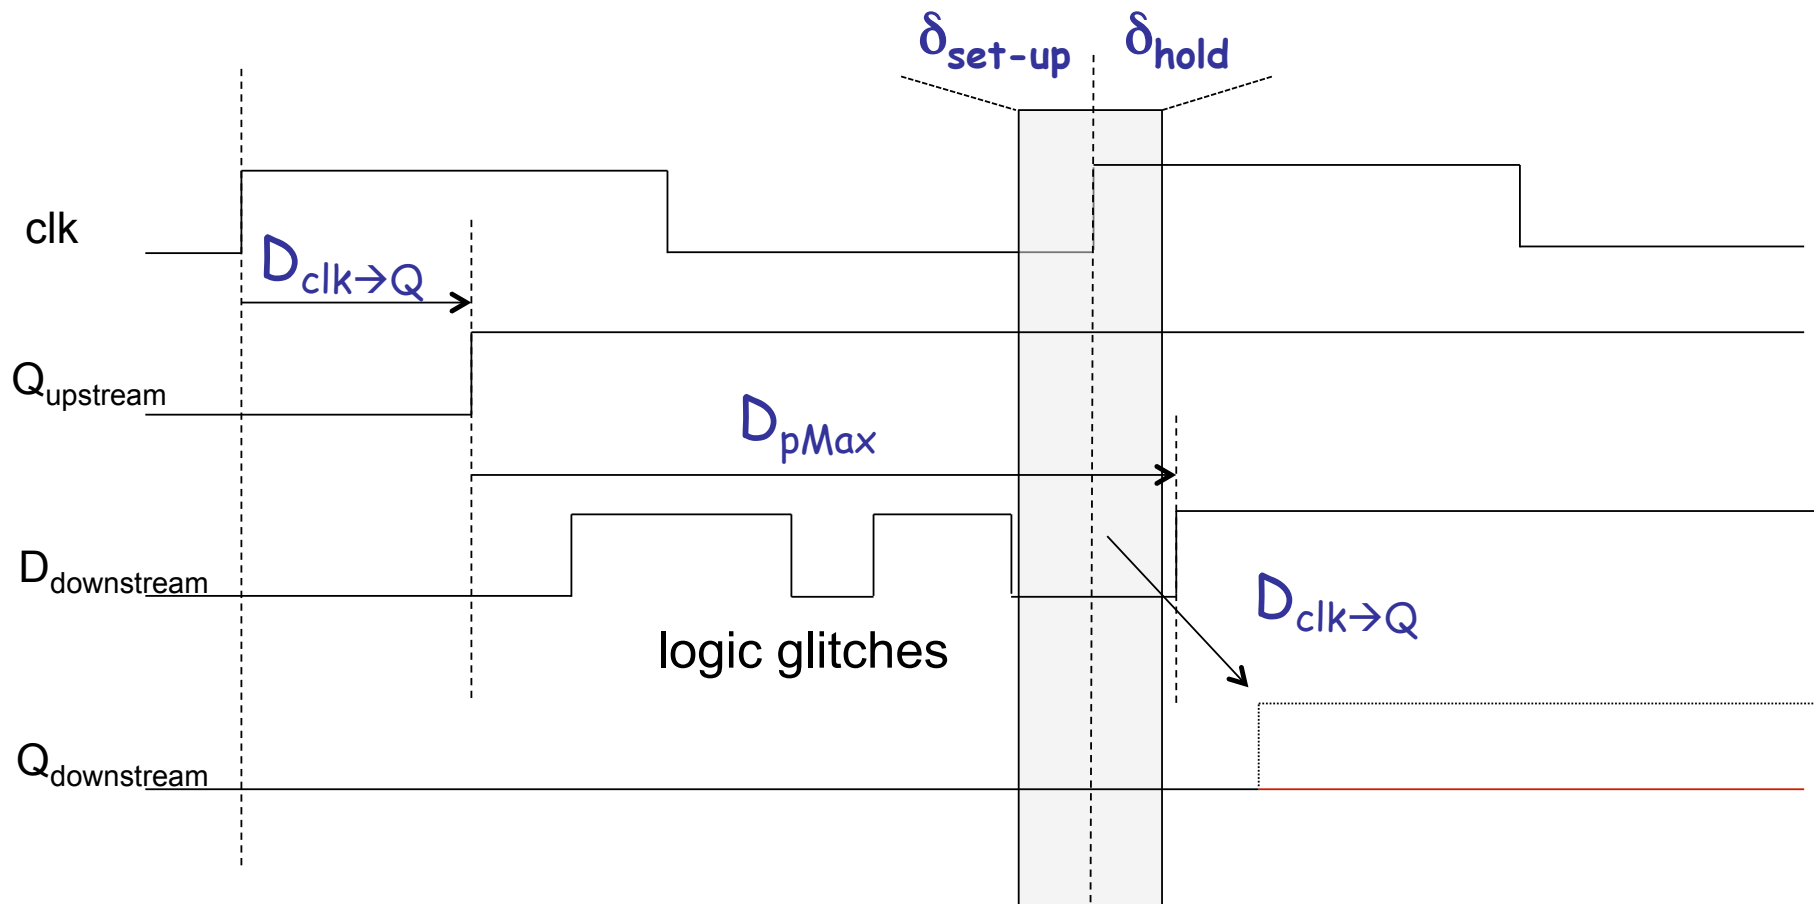 δset-up δhold
clk
Dclk→Q
Qupstream
DpMax
Ddownstream
Dclk→Q
logic glitches
Qdownstream